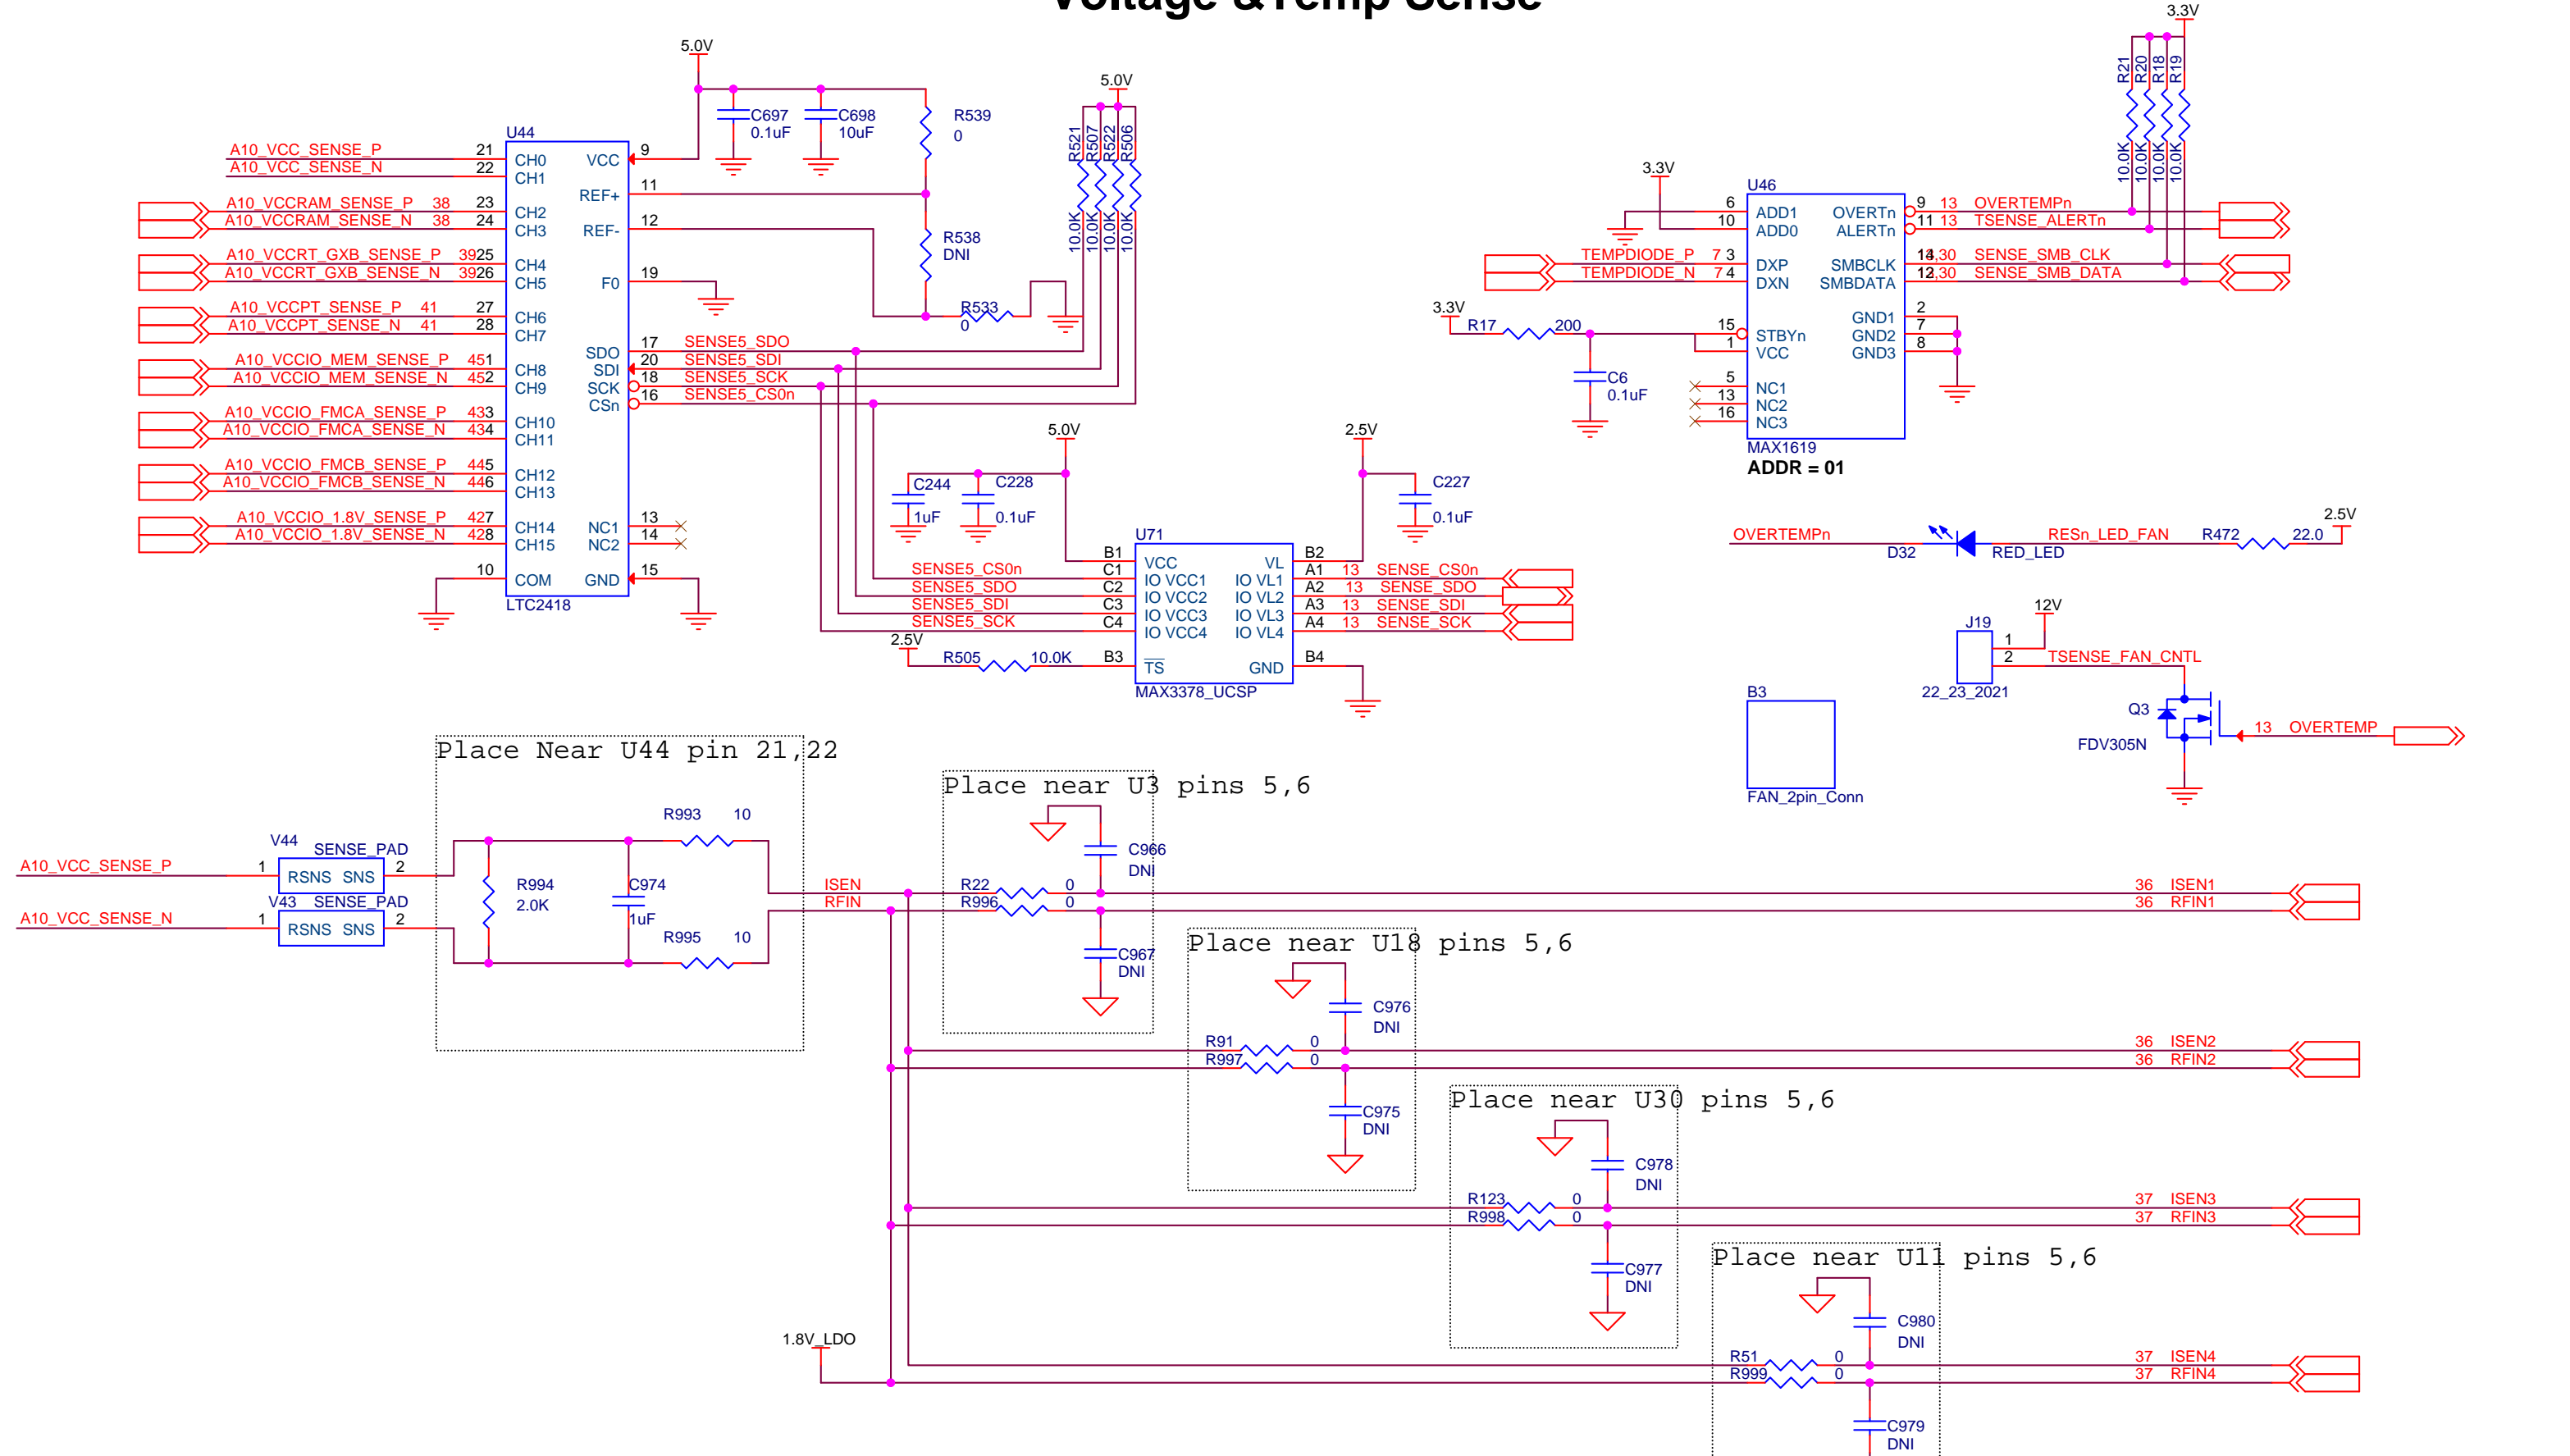 Voltage &Temp Sense
5.0V
C697
0.1uF
C698
10uF
R539
0
R538
DNI
R533
0
5.0V
R521
R507
R522
R506
10.0K
10.0K
10.0K
10.0K
U44
A10_VCC_SENSE_P 21 CH0 VCC 9
A10_VCC_SENSE_N 22 CH1
REF+ 11
A10_VCCRAM_SENSE_P 38 23 CH2
A10_VCCRAM_SENSE_N 38 24 CH3 REF- 12
A10_VCCRT_GXB_SENSE_P 39 25 CH4
A10_VCCRT_GXB_SENSE_N 39 26 CH5 F0 19
A10_VCCPT_SENSE_P 41 27 CH6
A10_VCCPT_SENSE_N 41 28 CH7
SDO 17 SENSE5_SDO
A10_VCCIO_MEM_SENSE_P 45 1 CH8 SDI 20 SENSE5_SDI
A10_VCCIO_MEM_SENSE_N 45 2 CH9 SCK 18 SENSE5_SCK
CSn 16 SENSE5_CS0n
A10_VCCIO_FMCA_SENSE_P 43 3 CH10
A10_VCCIO_FMCA_SENSE_N 43 4 CH11
A10_VCCIO_FMCB_SENSE_P 44 5 CH12
A10_VCCIO_FMCB_SENSE_N 44 6 CH13
A10_VCCIO_1.8V_SENSE_P 42 7 CH14 NC1 13
A10_VCCIO_1.8V_SENSE_N 42 8 CH15 NC2 14
10 COM GND 15
LTC2418
3.3V
R21
R20
R18
R19
10.0K
10.0K
10.0K
10.0K
3.3V
U46
6 ADD1 OVERTn 9 13 OVERTEMPn
10 ADD0 ALERTn 11 13 TSENSE_ALERTn
TEMPDIODE_P 7 3 DXP SMBCLK 14 13,30 SENSE_SMB_CLK
TEMPDIODE_N 7 4 DXN SMBDATA 12 13,30 SENSE_SMB_DATA
3.3V
R17 200
GND1 2
15 STBYn GND2 7
1 VCC GND3 8
C6
0.1uF
5 NC1
13 NC2
16 NC3
MAX1619
ADDR = 01
5.0V
C244
1uF
C228
0.1uF
2.5V
C227
0.1uF
U71
B1 VCC VL B2
SENSE5_CS0n C1 IO VCC1 IO VL1 A1 13 SENSE_CS0n
SENSE5_SDO C2 IO VCC2 IO VL2 A2 13 SENSE_SDO
SENSE5_SDI C3 IO VCC3 IO VL3 A3 13 SENSE_SDI
SENSE5_SCK C4 IO VCC4 IO VL4 A4 13 SENSE_SCK
2.5V
R505 10.0K B3 TS GND B4
MAX3378_UCSP
OVERTEMPn D32 RED_LED RESn_LED_FAN R472 22.0 2.5V
12V
J19
1
2 TSENSE_FAN_CNTL
22_23_2021
Q3
FDV305N
13 OVERTEMP
B3
FAN_2pin_Conn
Place Near U44 pin 21,22
R993 10
V44 SENSE_PAD
A10_VCC_SENSE_P 1 RSNS SNS 2
V43 SENSE_PAD
A10_VCC_SENSE_N 1 RSNS SNS 2
R994
2.0K
C974
1uF
R995 10
ISEN
RFIN
Place near U3 pins 5,6
C966
DNI
R22 0
R996 0
C967
DNI
36 ISEN1
36 RFIN1
Place near U18 pins 5,6
C976
DNI
R91 0
R997 0
C975
DNI
36 ISEN2
36 RFIN2
Place near U30 pins 5,6
C978
DNI
R123 0
R998 0
C977
DNI
37 ISEN3
37 RFIN3
Place near U11 pins 5,6
C980
DNI
1.8V_LDO
R51 0
R999 0
C979
DNI
37 ISEN4
37 RFIN4